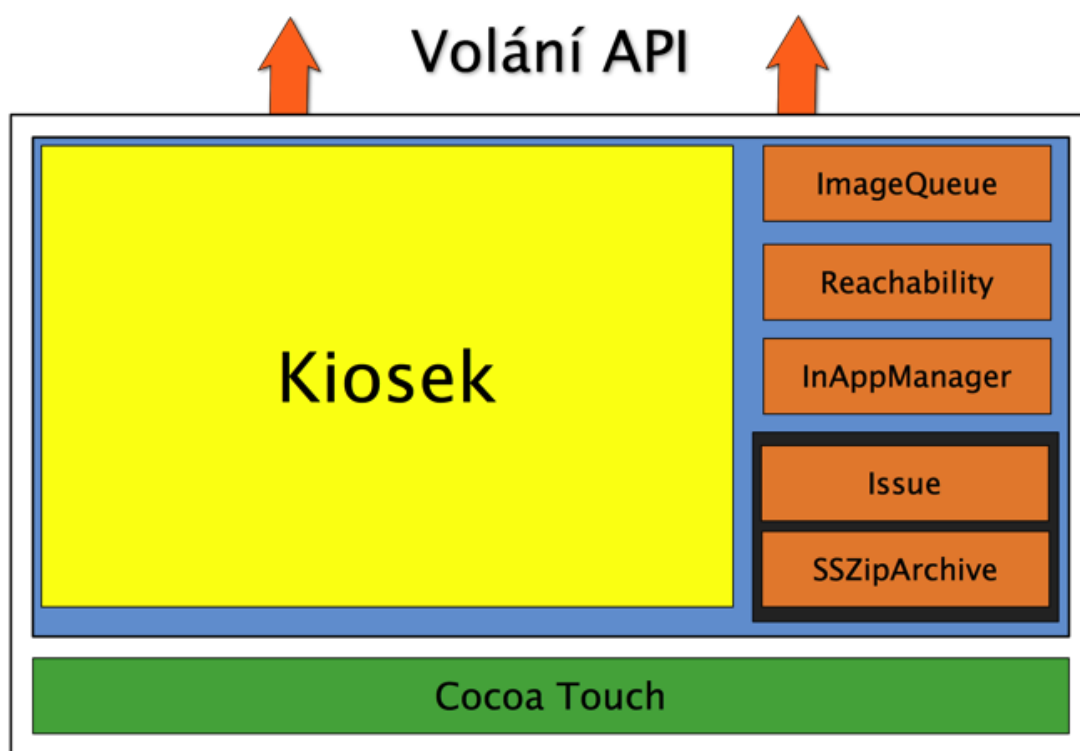 Volání API
Kiosek
ImageQueue
Reachability
InAppManager
Issue
SSZipArchive
Cocoa Touch